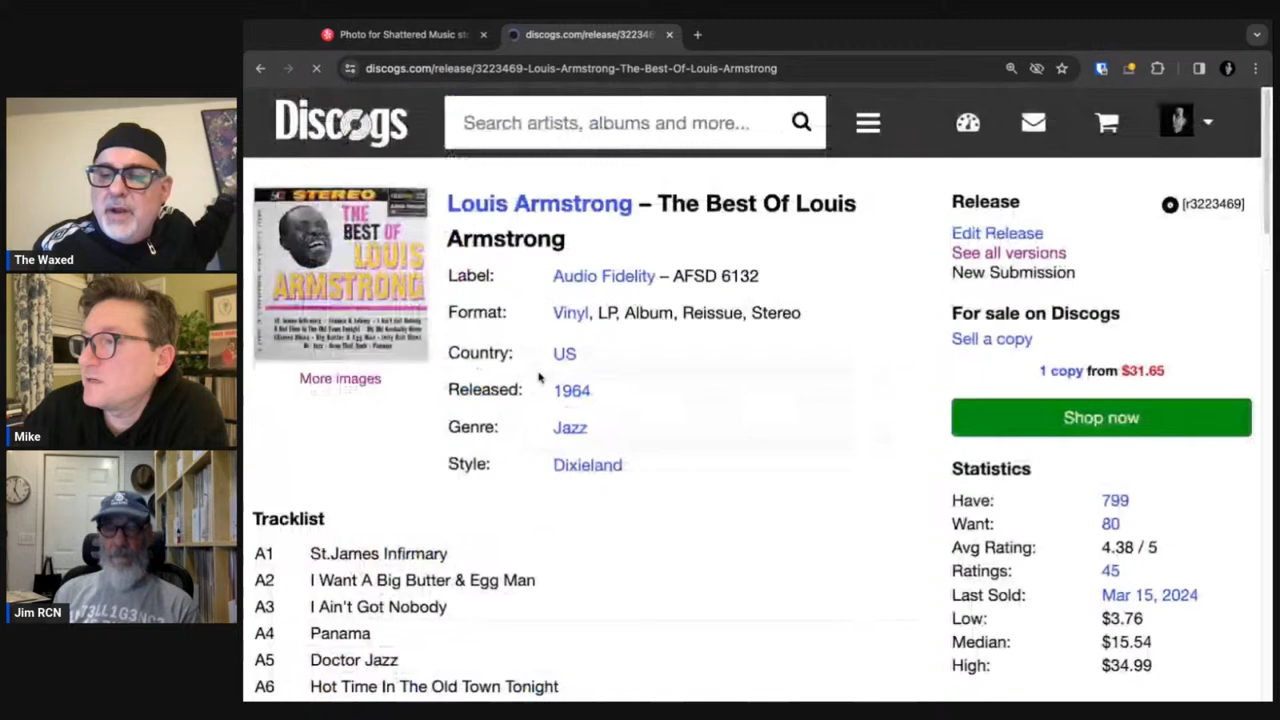 Photo for Shattered Music st
discogs.com/release/322346
discogs.com/release/3223469-Louis-Armstrong-The-Best-Of-Louis-Armstrong
Discogs
Search artists, albums and more...
STEREO
THE
BEST OF
LOUIS
ARMSTRONG
More images
Louis Armstrong – The Best Of Louis
Armstrong
Label: Audio Fidelity – AFSD 6132
Format: Vinyl, LP, Album, Reissue, Stereo
Country: US
Released: 1964
Genre: Jazz
Style: Dixieland
Tracklist
A1 St.James Infirmary
A2 I Want A Big Butter & Egg Man
A3 I Ain't Got Nobody
A4 Panama
A5 Doctor Jazz
A6 Hot Time In The Old Town Tonight
Release [r3223469]
Edit Release
See all versions
New Submission
For sale on Discogs
Sell a copy
1 copy from $31.65
Shop now
Statistics
Have: 799
Want: 80
Avg Rating: 4.38 / 5
Ratings: 45
Last Sold: Mar 15, 2024
Low: $3.76
Median: $15.54
High: $34.99
The Waxed
Mike
Jim RCN